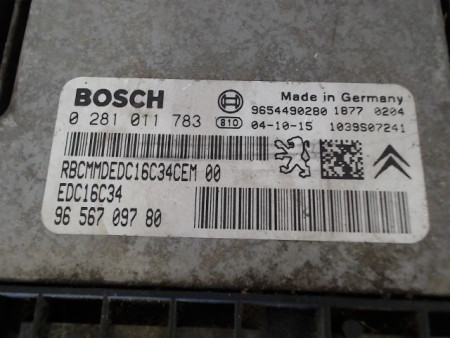 BOSCH
Made in Germany
9654490280 1877 0204
0 281 011 783 810 04-10-15 1039S07241
RBCMMDEDC16C34CEM 00
EDC16C34
96 567 097 80